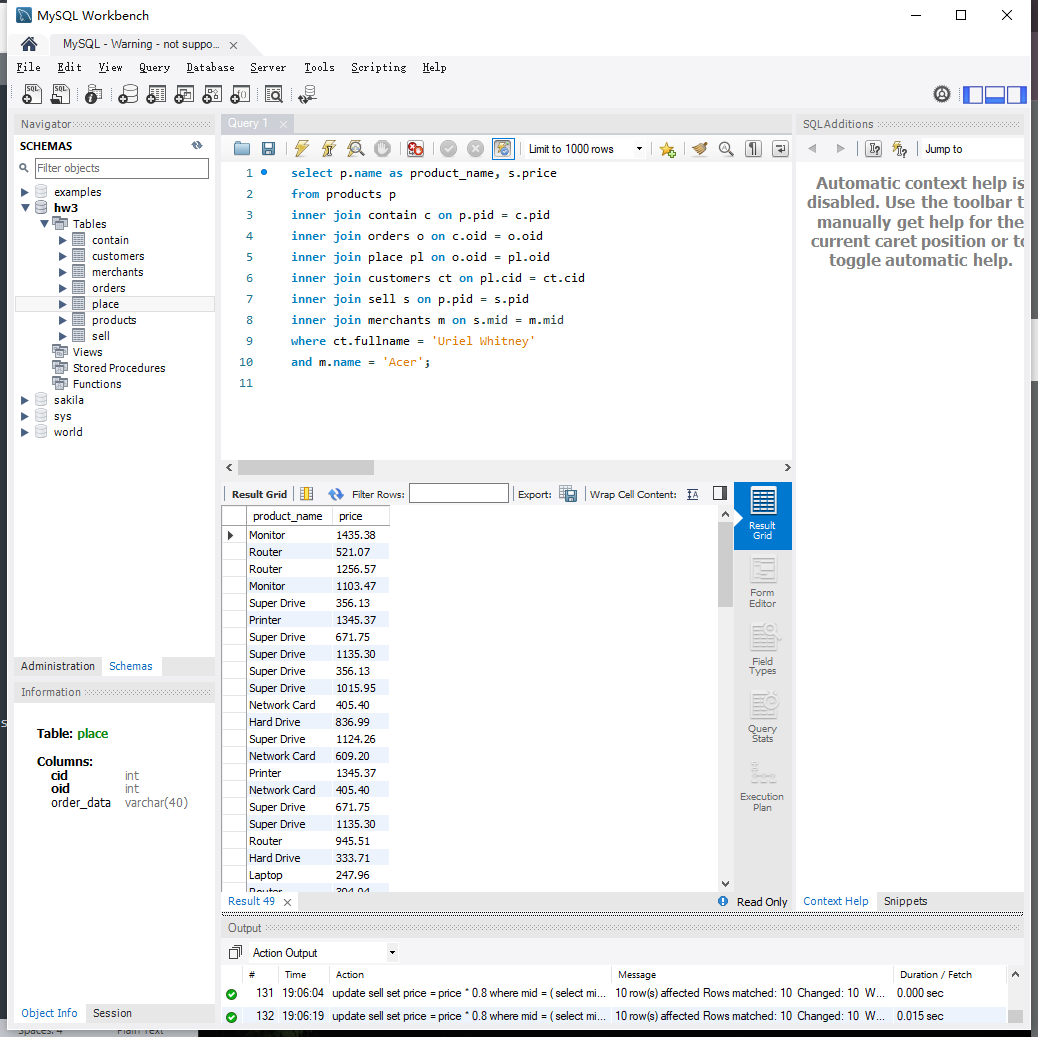 MySQL Workbench
MySQL - Warning - not suppo...
File Edit View Query Database Server Tools Scripting Help
Navigator
SCHEMAS
Filter objects
examples
hw3
Tables
contain
customers
merchants
orders
place
products
sell
Views
Stored Procedures
Functions
sakila
sys
world
Administration Schemas
Information
Table: place
Columns:
cid int
oid int
order_data varchar(40)
Object Info Session
Query 1
Limit to 1000 rows
1 select p.name as product_name, s.price
2 from products p
3 inner join contain c on p.pid = c.pid
4 inner join orders o on c.oid = o.oid
5 inner join place pl on o.oid = pl.oid
6 inner join customers ct on pl.cid = ct.cid
7 inner join sell s on p.pid = s.pid
8 inner join merchants m on s.mid = m.mid
9 where ct.fullname = 'Uriel Whitney'
10 and m.name = 'Acer';
11
Result Grid Filter Rows: Export: Wrap Cell Content:
product_name price
Monitor 1435.38
Router 521.07
Router 1256.57
Monitor 1103.47
Super Drive 356.13
Printer 1345.37
Super Drive 671.75
Super Drive 1135.30
Super Drive 356.13
Super Drive 1015.95
Network Card 405.40
Hard Drive 836.99
Super Drive 1124.26
Network Card 609.20
Printer 1345.37
Network Card 405.40
Super Drive 671.75
Super Drive 1135.30
Router 945.51
Hard Drive 333.71
Laptop 247.96
Result
Grid
Form
Editor
Field
Types
Query
Stats
Execution
Plan
Result 49
Read Only
SQLAdditions
Jump to
Automatic context help is
disabled. Use the toolbar t
manually get help for the
current caret position or to
toggle automatic help.
Context Help Snippets
Output
Action Output
# Time Action Message Duration / Fetch
131 19:06:04 update sell set price = price * 0.8 where mid = ( select mi... 10 row(s) affected Rows matched: 10 Changed: 10 W... 0.000 sec
132 19:06:19 update sell set price = price * 0.8 where mid = ( select mi... 10 row(s) affected Rows matched: 10 Changed: 10 W... 0.015 sec
Spaces: 4 Plain Text